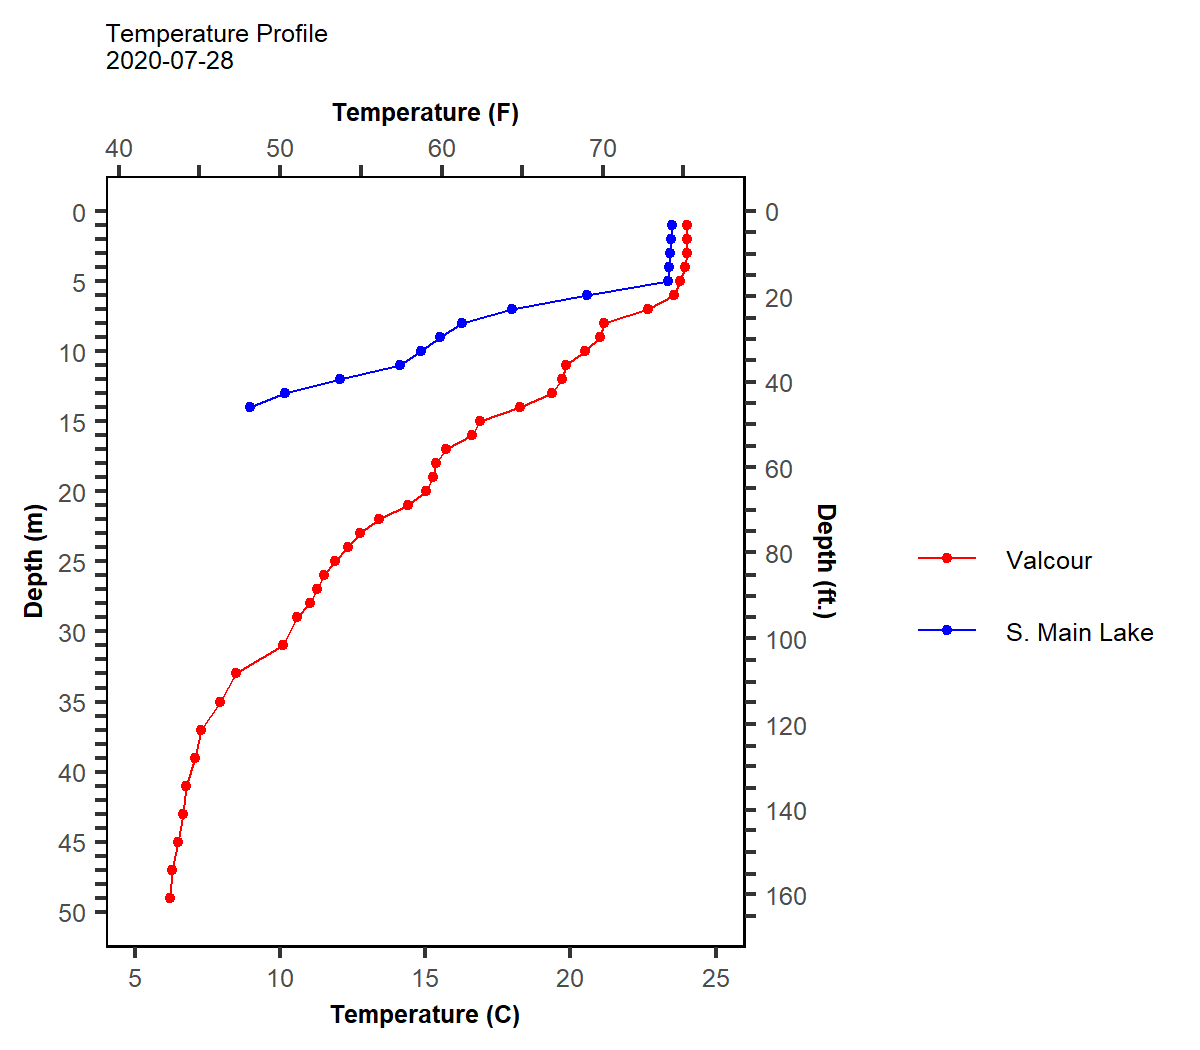 Temperature Profile
2020-07-28
Temperature (F)
40 50 60 70
0 5 10 15 20 25 30 35 40 45 50
Depth (m)
0 20 40 60 80 100 120 140 160
Depth (ft.)
5 10 15 20 25
Temperature (C)
Valcour
S. Main Lake